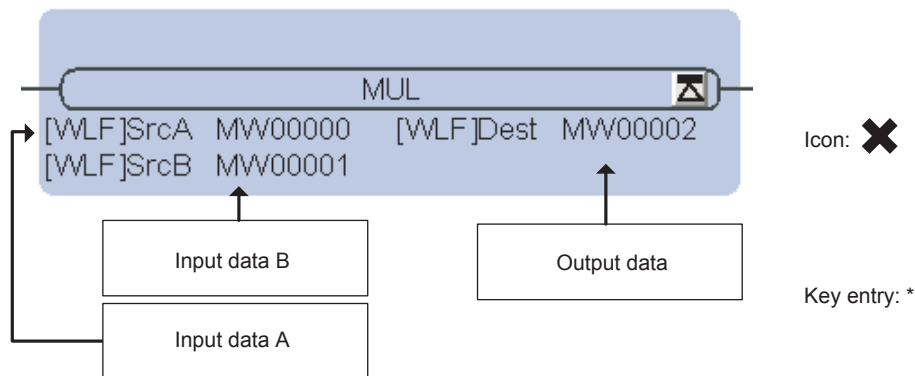 MUL
[WLF]SrcA MW00000 [WLF]Dest MW00002
[WLF]SrcB MW00001
Icon:
Input data B
Output data
Key entry: *
Input data A